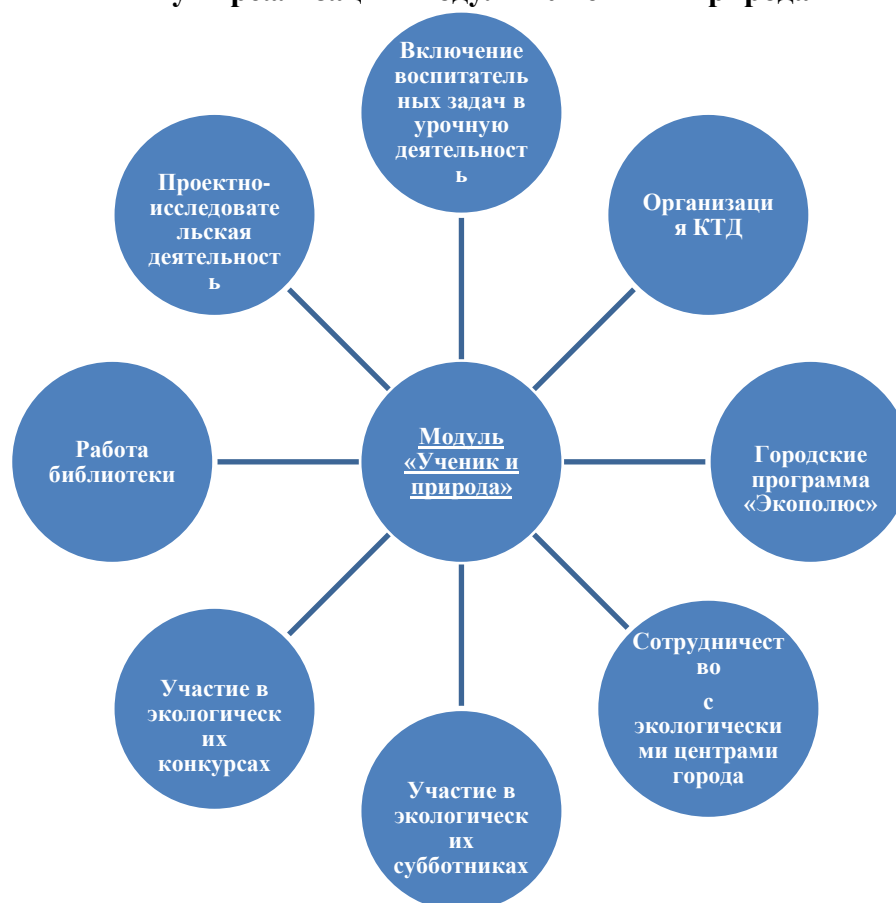 Включение
воспитатель
ных задач в
урочную
деятельност
ь
Организаци
я КТД
Городские
программа
«Экополюс»
Сотрудничест
во
с
экологически
ми центрами
города
Участие в
экологическ
их
субботниках
Участие в
экологическ
их
конкурсах
Работа
библиотеки
Проектно-
исследовате
льская
деятельност
ь
Модуль
«Ученик и
природа»